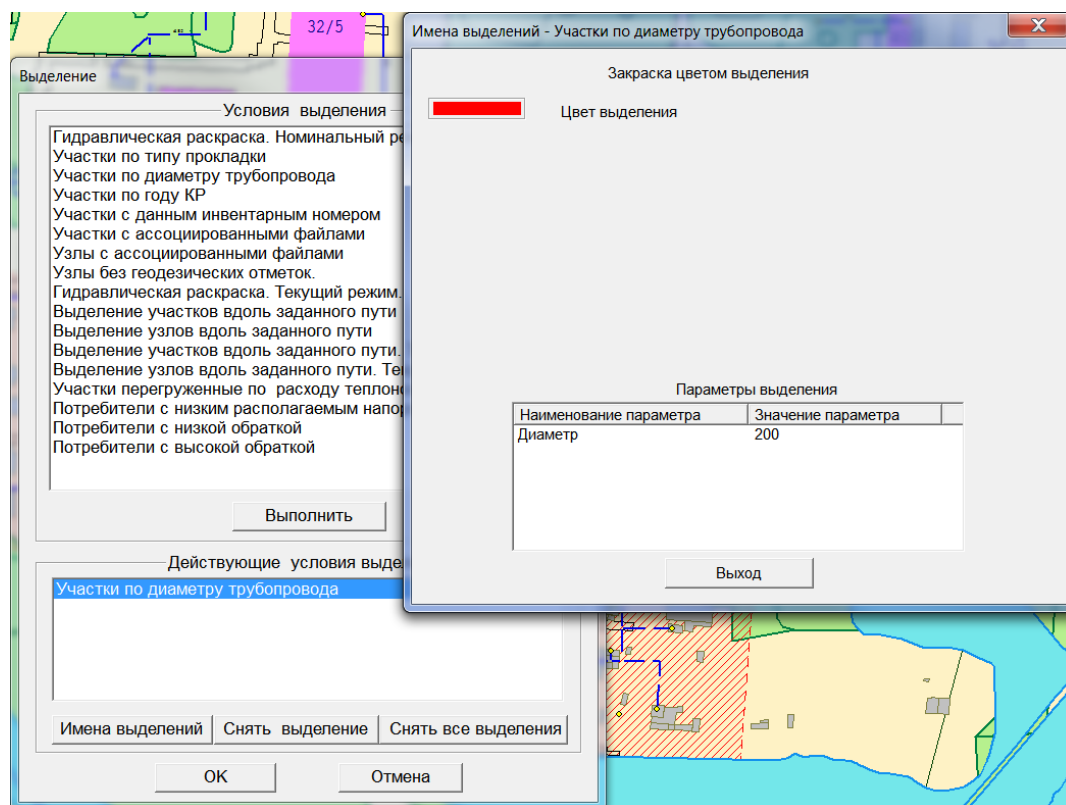 32/5
Выделение
Условия выделения
Гидравлическая раскраска. Номинальный ре
Участки по типу прокладки
Участки по диаметру трубопровода
Участки по году КР
Участки с данным инвентарным номером
Участки с ассоциированными файлами
Узлы с ассоциированными файлами
Узлы без геодезических отметок.
Гидравлическая раскраска. Текущий режим.
Выделение участков вдоль заданного пути
Выделение узлов вдоль заданного пути
Выделение участков вдоль заданного пути.
Выделение узлов вдоль заданного пути. Те
Участки перегруженные по расходу теплоно
Потребители с низким располагаемым напор
Потребители с низкой обраткой
Потребители с высокой обраткой
Выполнить
Действующие условия выде
Участки по диаметру трубопровода
Имена выделений Снять выделение Снять все выделения
OK Отмена
Имена выделений - Участки по диаметру трубопровода
Закраска цветом выделения
Цвет выделения
Параметры выделения
Наименование параметра Значение параметра
Диаметр 200
Выход